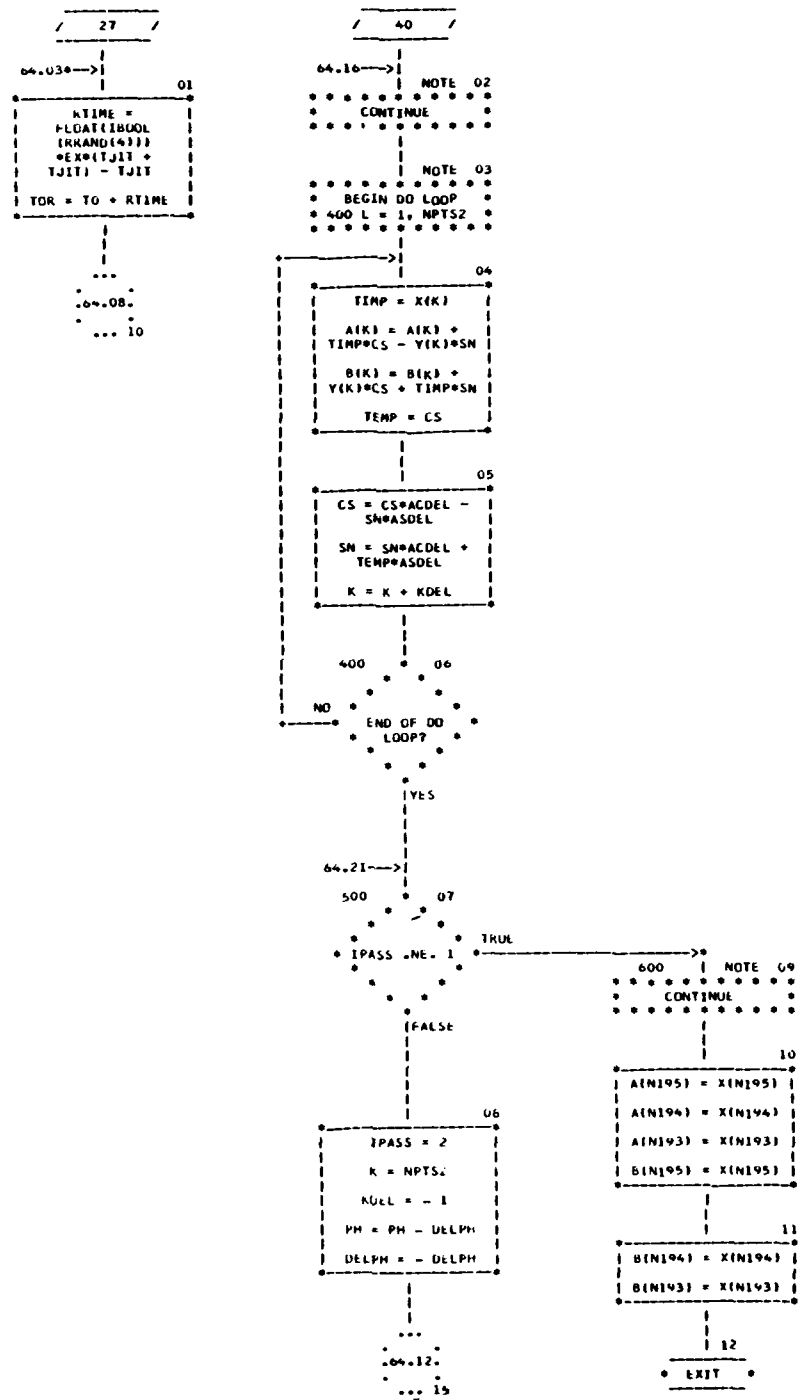 27
64.03*-->
01
RTIME =
FLOAT(IBOOL
(RRAND(4)))
*EX*(TJIT +
TJIT) - TJIT
TOR = TO + RTIME
.64.08.
10
40
64.16-->
NOTE 02
CONTINUE
NOTE 03
BEGIN DO LOOP
400 L = 1, NPTS2
04
TIMP = X(K)
A(K) = A(K) +
TIMP*CS - Y(K)*SN
B(K) = B(K) +
Y(K)*CS + TIMP*SN
TEMP = CS
05
CS = CS*ACDEL -
SN*ASDEL
SN = SN*ACDEL +
TEMP*ASDEL
K = K + KDEL
400 06
NO
END OF DO
LOOP?
YES
64.21-->
500 07
IPASS .NE. 1
TRUE
FALSE
08
IPASS = 2
K = NPTS2
KDEL = - 1
PH = PH - DELPH
DELPH = - DELPH
.64.12.
15
600 NOTE 09
CONTINUE
10
A(N195) = X(N195)
A(N194) = X(N194)
A(N193) = X(N193)
B(N195) = X(N195)
11
B(N194) = X(N194)
B(N193) = X(N193)
12
EXIT